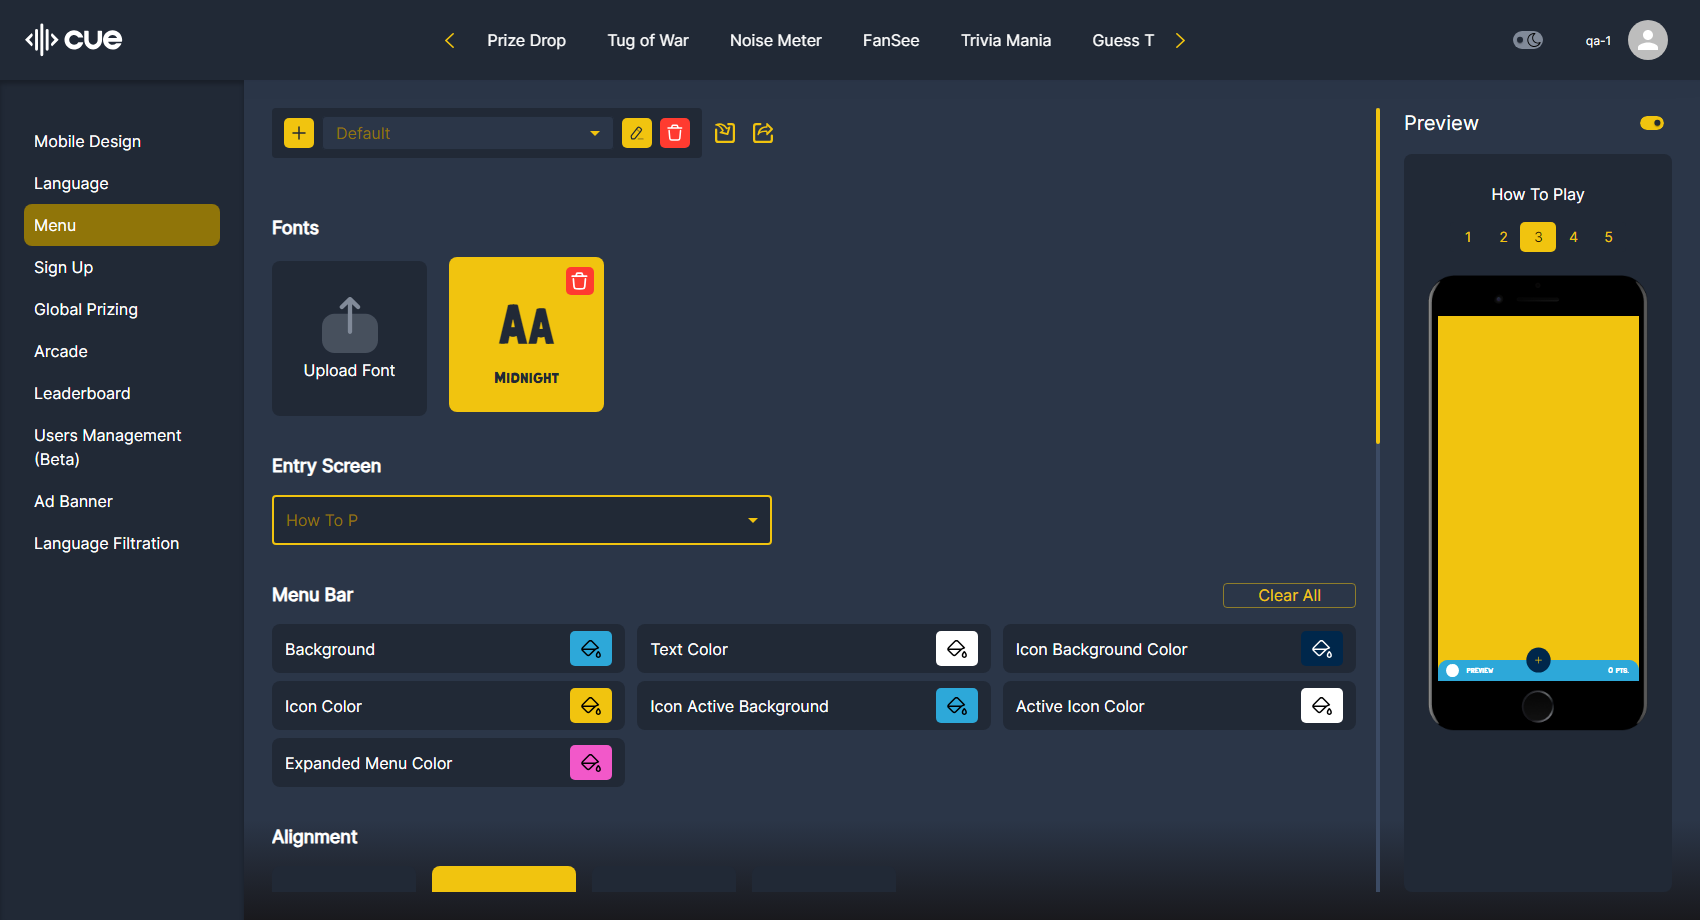 cue
Prize Drop
Tug of War
Noise Meter
FanSee
Trivia Mania
Guess T
qa-1
Mobile Design
Language
Menu
Sign Up
Global Prizing
Arcade
Leaderboard
Users Management
(Beta)
Ad Banner
Language Filtration
Default
Fonts
Upload Font
AA
MIDNIGHT
Entry Screen
How To P
Menu Bar
Clear All
Background
Text Color
Icon Background Color
Icon Color
Icon Active Background
Active Icon Color
Expanded Menu Color
Alignment
Preview
How To Play
1 2 3 4 5
PREVIEW
0 PTS.